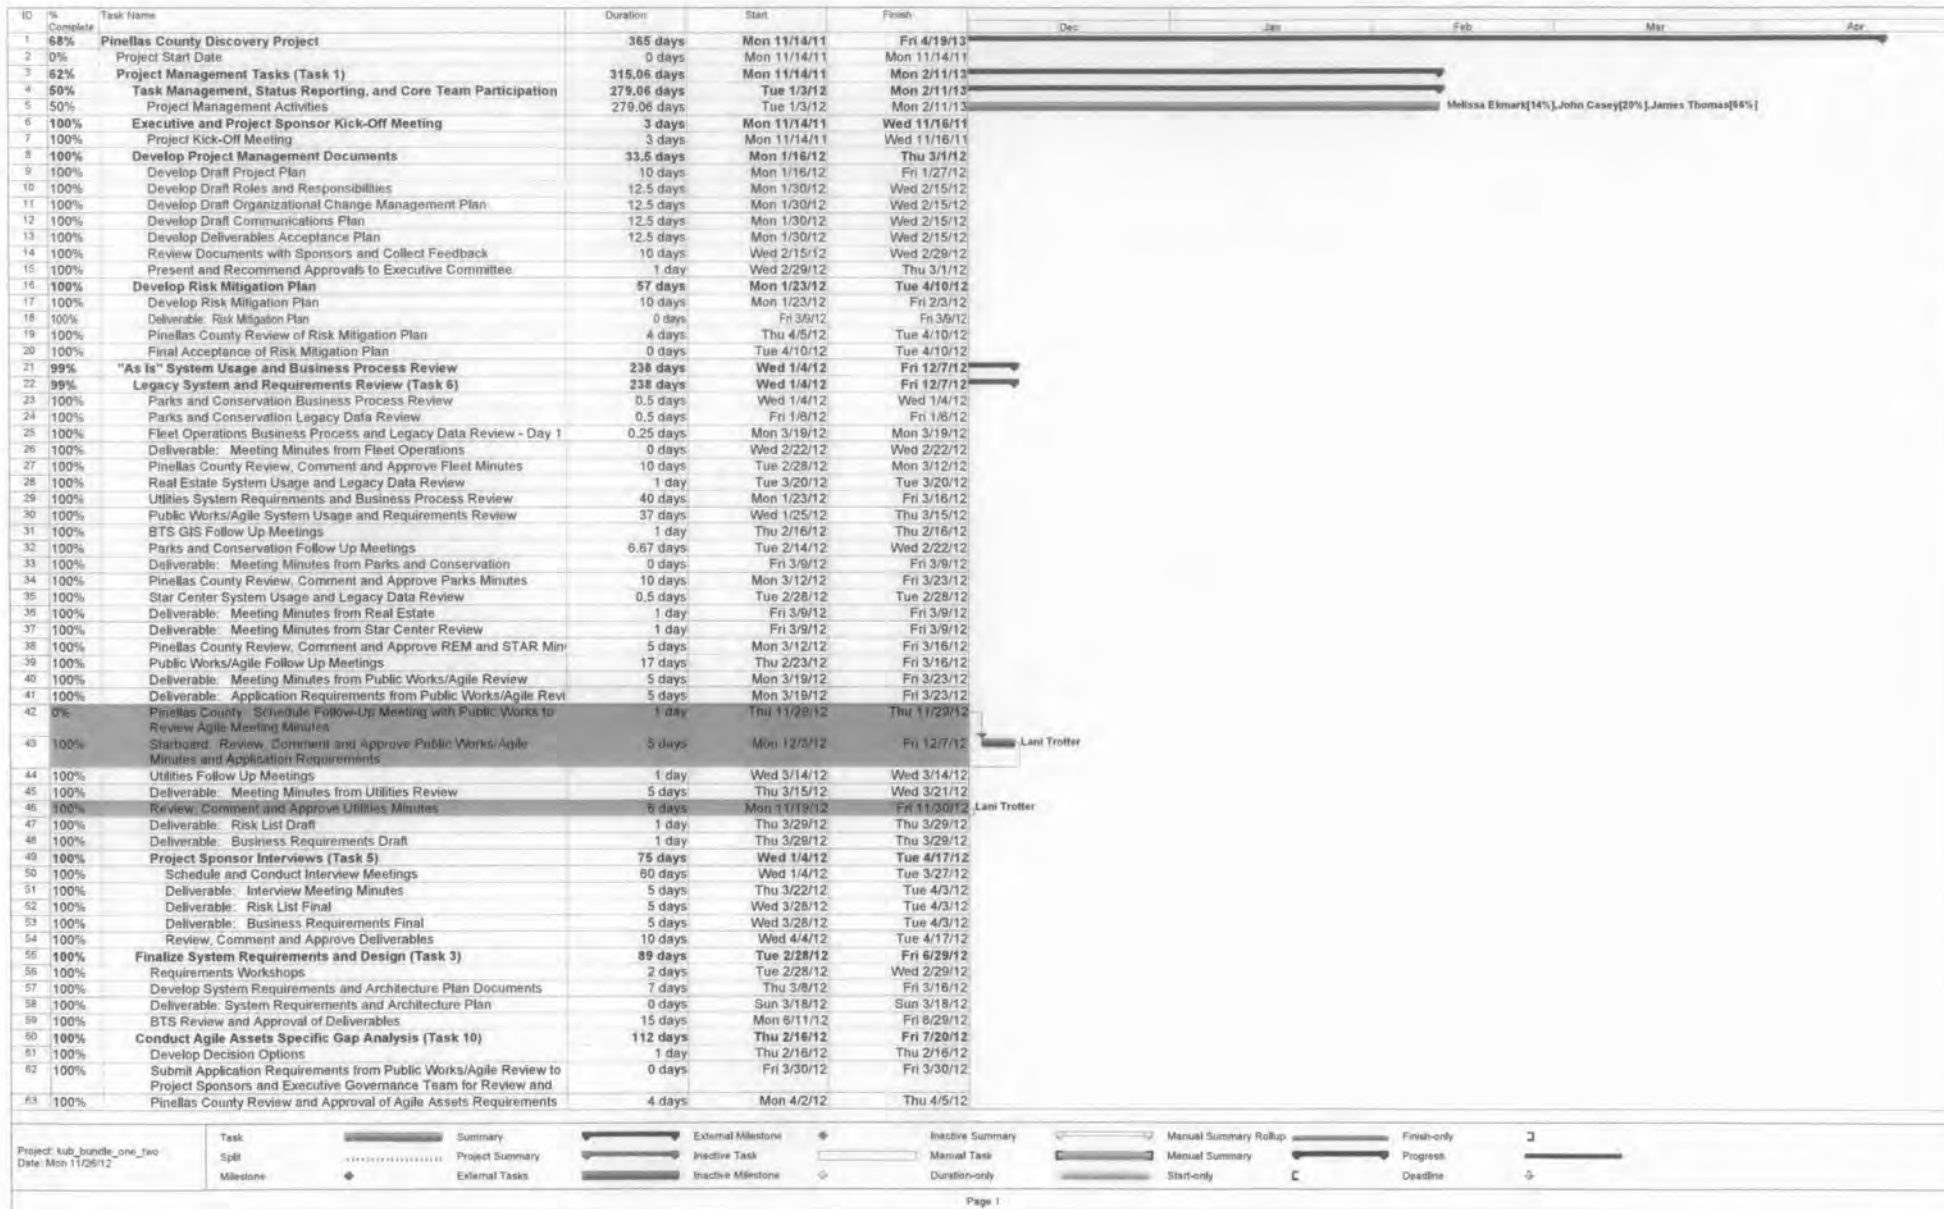 ID % Complete Task Name Duration Start Finish Dec Jan Feb Mar Apr
1 68% Pinellas County Discovery Project 365 days Mon 11/14/11 Fri 4/19/13
2 0% Project Start Date 0 days Mon 11/14/11 Mon 11/14/11
3 62% Project Management Tasks (Task 1) 315.06 days Mon 11/14/11 Mon 2/11/13
4 50% Task Management, Status Reporting, and Core Team Participation 279.06 days Tue 1/3/12 Mon 2/11/13
5 50% Project Management Activities 279.06 days Tue 1/3/12 Mon 2/11/13 Melissa Ekmark[14%],John Casey[20%],James Thomas[66%]
6 100% Executive and Project Sponsor Kick-Off Meeting 3 days Mon 11/14/11 Wed 11/16/11
7 100% Project Kick-Off Meeting 3 days Mon 11/14/11 Wed 11/16/11
8 100% Develop Project Management Documents 33.5 days Mon 1/16/12 Thu 3/1/12
9 100% Develop Draft Project Plan 10 days Mon 1/16/12 Fri 1/27/12
10 100% Develop Draft Roles and Responsibilities 12.5 days Mon 1/30/12 Wed 2/15/12
11 100% Develop Draft Organizational Change Management Plan 12.5 days Mon 1/30/12 Wed 2/15/12
12 100% Develop Draft Communications Plan 12.5 days Mon 1/30/12 Wed 2/15/12
13 100% Develop Deliverables Acceptance Plan 12.5 days Mon 1/30/12 Wed 2/15/12
14 100% Review Documents with Sponsors and Collect Feedback 10 days Wed 2/15/12 Wed 2/29/12
15 100% Present and Recommend Approvals to Executive Committee 1 day Wed 2/29/12 Thu 3/1/12
16 100% Develop Risk Mitigation Plan 57 days Mon 1/23/12 Tue 4/10/12
17 100% Develop Risk Mitigation Plan 10 days Mon 1/23/12 Fri 2/3/12
18 100% Deliverable: Risk Mitigation Plan 0 days Fri 3/9/12 Fri 3/9/12
19 100% Pinellas County Review of Risk Mitigation Plan 4 days Thu 4/5/12 Tue 4/10/12
20 100% Final Acceptance of Risk Mitigation Plan 0 days Tue 4/10/12 Tue 4/10/12
21 99% "As Is" System Usage and Business Process Review 238 days Wed 1/4/12 Fri 12/7/12
22 99% Legacy System and Requirements Review (Task 6) 238 days Wed 1/4/12 Fri 12/7/12
23 100% Parks and Conservation Business Process Review 0.5 days Wed 1/4/12 Wed 1/4/12
24 100% Parks and Conservation Legacy Data Review 0.5 days Fri 1/6/12 Fri 1/6/12
25 100% Fleet Operations Business Process and Legacy Data Review - Day 1 0.25 days Mon 3/19/12 Mon 3/19/12
26 100% Deliverable: Meeting Minutes from Fleet Operations 0 days Wed 2/22/12 Wed 2/22/12
27 100% Pinellas County Review, Comment and Approve Fleet Minutes 10 days Tue 2/28/12 Mon 3/12/12
28 100% Real Estate System Usage and Legacy Data Review 1 day Tue 3/20/12 Tue 3/20/12
29 100% Utilities System Requirements and Business Process Review 40 days Mon 1/23/12 Fri 3/16/12
30 100% Public Works/Agile System Usage and Requirements Review 37 days Wed 1/25/12 Thu 3/15/12
31 100% BTS GIS Follow Up Meetings 1 day Thu 2/16/12 Thu 2/16/12
32 100% Parks and Conservation Follow Up Meetings 6.67 days Tue 2/14/12 Wed 2/22/12
33 100% Deliverable: Meeting Minutes from Parks and Conservation 0 days Fri 3/9/12 Fri 3/9/12
34 100% Pinellas County Review, Comment and Approve Parks Minutes 10 days Mon 3/12/12 Fri 3/23/12
35 100% Star Center System Usage and Legacy Data Review 0.5 days Tue 2/28/12 Tue 2/28/12
36 100% Deliverable: Meeting Minutes from Real Estate 1 day Fri 3/9/12 Fri 3/9/12
37 100% Deliverable: Meeting Minutes from Star Center Review 1 day Fri 3/9/12 Fri 3/9/12
38 100% Pinellas County Review, Comment and Approve REM and STAR Min 5 days Mon 3/12/12 Fri 3/16/12
39 100% Public Works/Agile Follow Up Meetings 17 days Thu 2/23/12 Fri 3/16/12
40 100% Deliverable: Meeting Minutes from Public Works/Agile Review 5 days Mon 3/19/12 Fri 3/23/12
41 100% Deliverable: Application Requirements from Public Works/Agile Revi 5 days Mon 3/19/12 Fri 3/23/12
42 0% Pinellas County: Schedule Follow-Up Meeting with Public Works to 1 day Thu 11/29/12 Thu 11/29/12
Review Agile Meeting Minutes
43 100% Starboard: Review, Comment and Approve Public Works/Agile 5 days Mon 12/3/12 Fri 12/7/12 Lani Trotter
Minutes and Application Requirements
44 100% Utilities Follow Up Meetings 1 day Wed 3/14/12 Wed 3/14/12
45 100% Deliverable: Meeting Minutes from Utilities Review 5 days Thu 3/15/12 Wed 3/21/12
46 100% Review, Comment and Approve Utilities Minutes 6 days Mon 11/19/12 Fri 11/30/12 Lani Trotter
47 100% Deliverable: Risk List Draft 1 day Thu 3/29/12 Thu 3/29/12
48 100% Deliverable: Business Requirements Draft 1 day Thu 3/29/12 Thu 3/29/12
49 100% Project Sponsor Interviews (Task 5) 75 days Wed 1/4/12 Tue 4/17/12
50 100% Schedule and Conduct Interview Meetings 60 days Wed 1/4/12 Tue 3/27/12
51 100% Deliverable: Interview Meeting Minutes 5 days Thu 3/22/12 Tue 4/3/12
52 100% Deliverable: Risk List Final 5 days Wed 3/28/12 Tue 4/3/12
53 100% Deliverable: Business Requirements Final 5 days Wed 3/28/12 Tue 4/3/12
54 100% Review, Comment and Approve Deliverables 10 days Wed 4/4/12 Tue 4/17/12
55 100% Finalize System Requirements and Design (Task 3) 89 days Tue 2/28/12 Fri 6/29/12
56 100% Requirements Workshops 2 days Tue 2/28/12 Wed 2/29/12
57 100% Develop System Requirements and Architecture Plan Documents 7 days Thu 3/8/12 Fri 3/16/12
58 100% Deliverable: System Requirements and Architecture Plan 0 days Sun 3/18/12 Sun 3/18/12
59 100% BTS Review and Approval of Deliverables 15 days Mon 6/11/12 Fri 6/29/12
60 100% Conduct Agile Assets Specific Gap Analysis (Task 10) 112 days Thu 2/16/12 Fri 7/20/12
61 100% Develop Decision Options 1 day Thu 2/16/12 Thu 2/16/12
62 100% Submit Application Requirements from Public Works/Agile Review to 0 days Fri 3/30/12 Fri 3/30/12
Project Sponsors and Executive Governance Team for Review and
63 100% Pinellas County Review and Approval of Agile Assets Requirements 4 days Mon 4/2/12 Thu 4/5/12
Project: kub_bundle_one_two
Date: Mon 11/26/12
Task Summary External Milestone Inactive Summary Manual Summary Rollup Finish-only
Split Project Summary Inactive Task Manual Task Manual Summary Progress
Milestone External Tasks Inactive Milestone Duration-only Start-only Deadline
Page 1